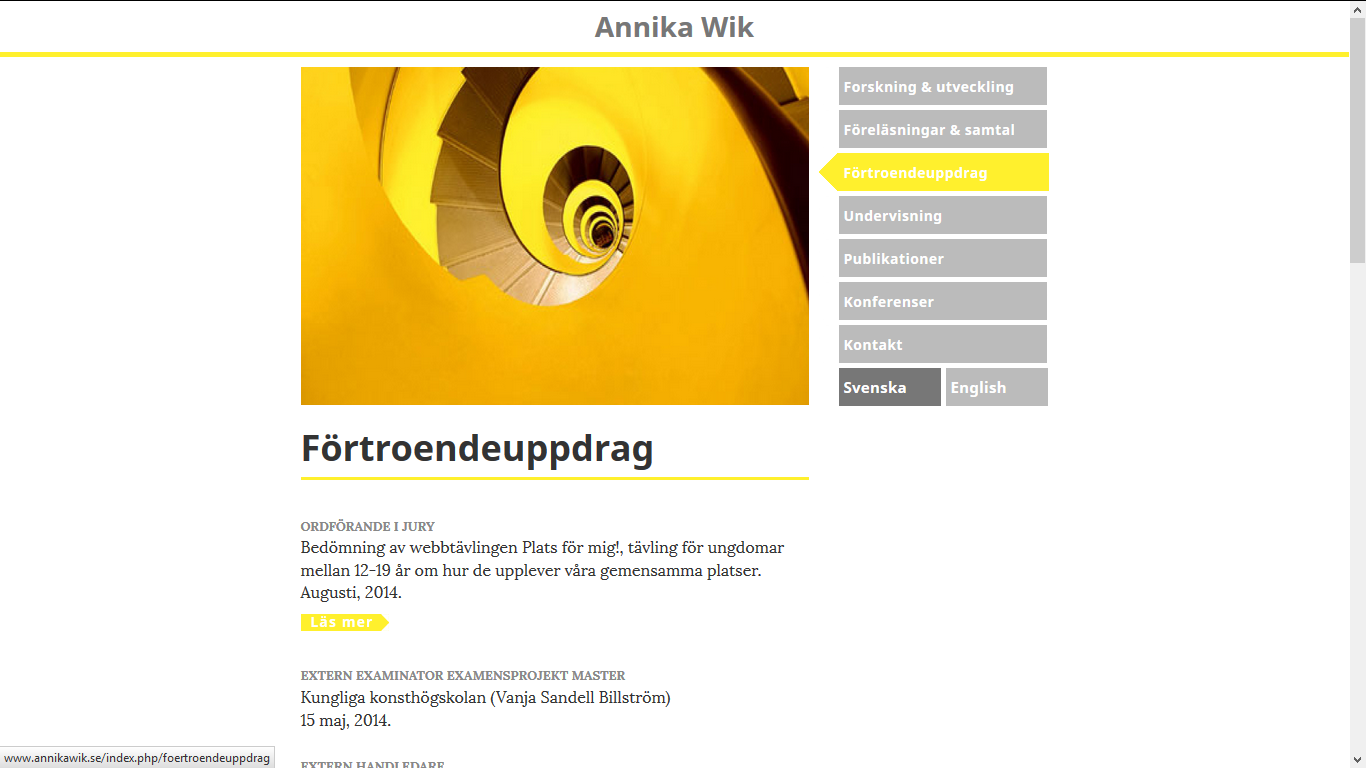 Annika Wik
Forskning & utveckling
Föreläsningar & samtal
Förtroendeuppdrag
Undervisning
Publikationer
Konferenser
Kontakt
Svenska English
Förtroendeuppdrag
ORDFÖRANDE I JURY
Bedömning av webbtävlingen Plats för mig!, tävling för ungdomar
mellan 12-19 år om hur de upplever våra gemensamma platser.
Augusti, 2014.
Läs mer
EXTERN EXAMINATOR EXAMENSPROJEKT MASTER
Kungliga konsthögskolan (Vanja Sandell Billström)
15 maj, 2014.
EXTERN HANDLEDARE
www.annikawik.se/index.php/foertroendeuppdrag